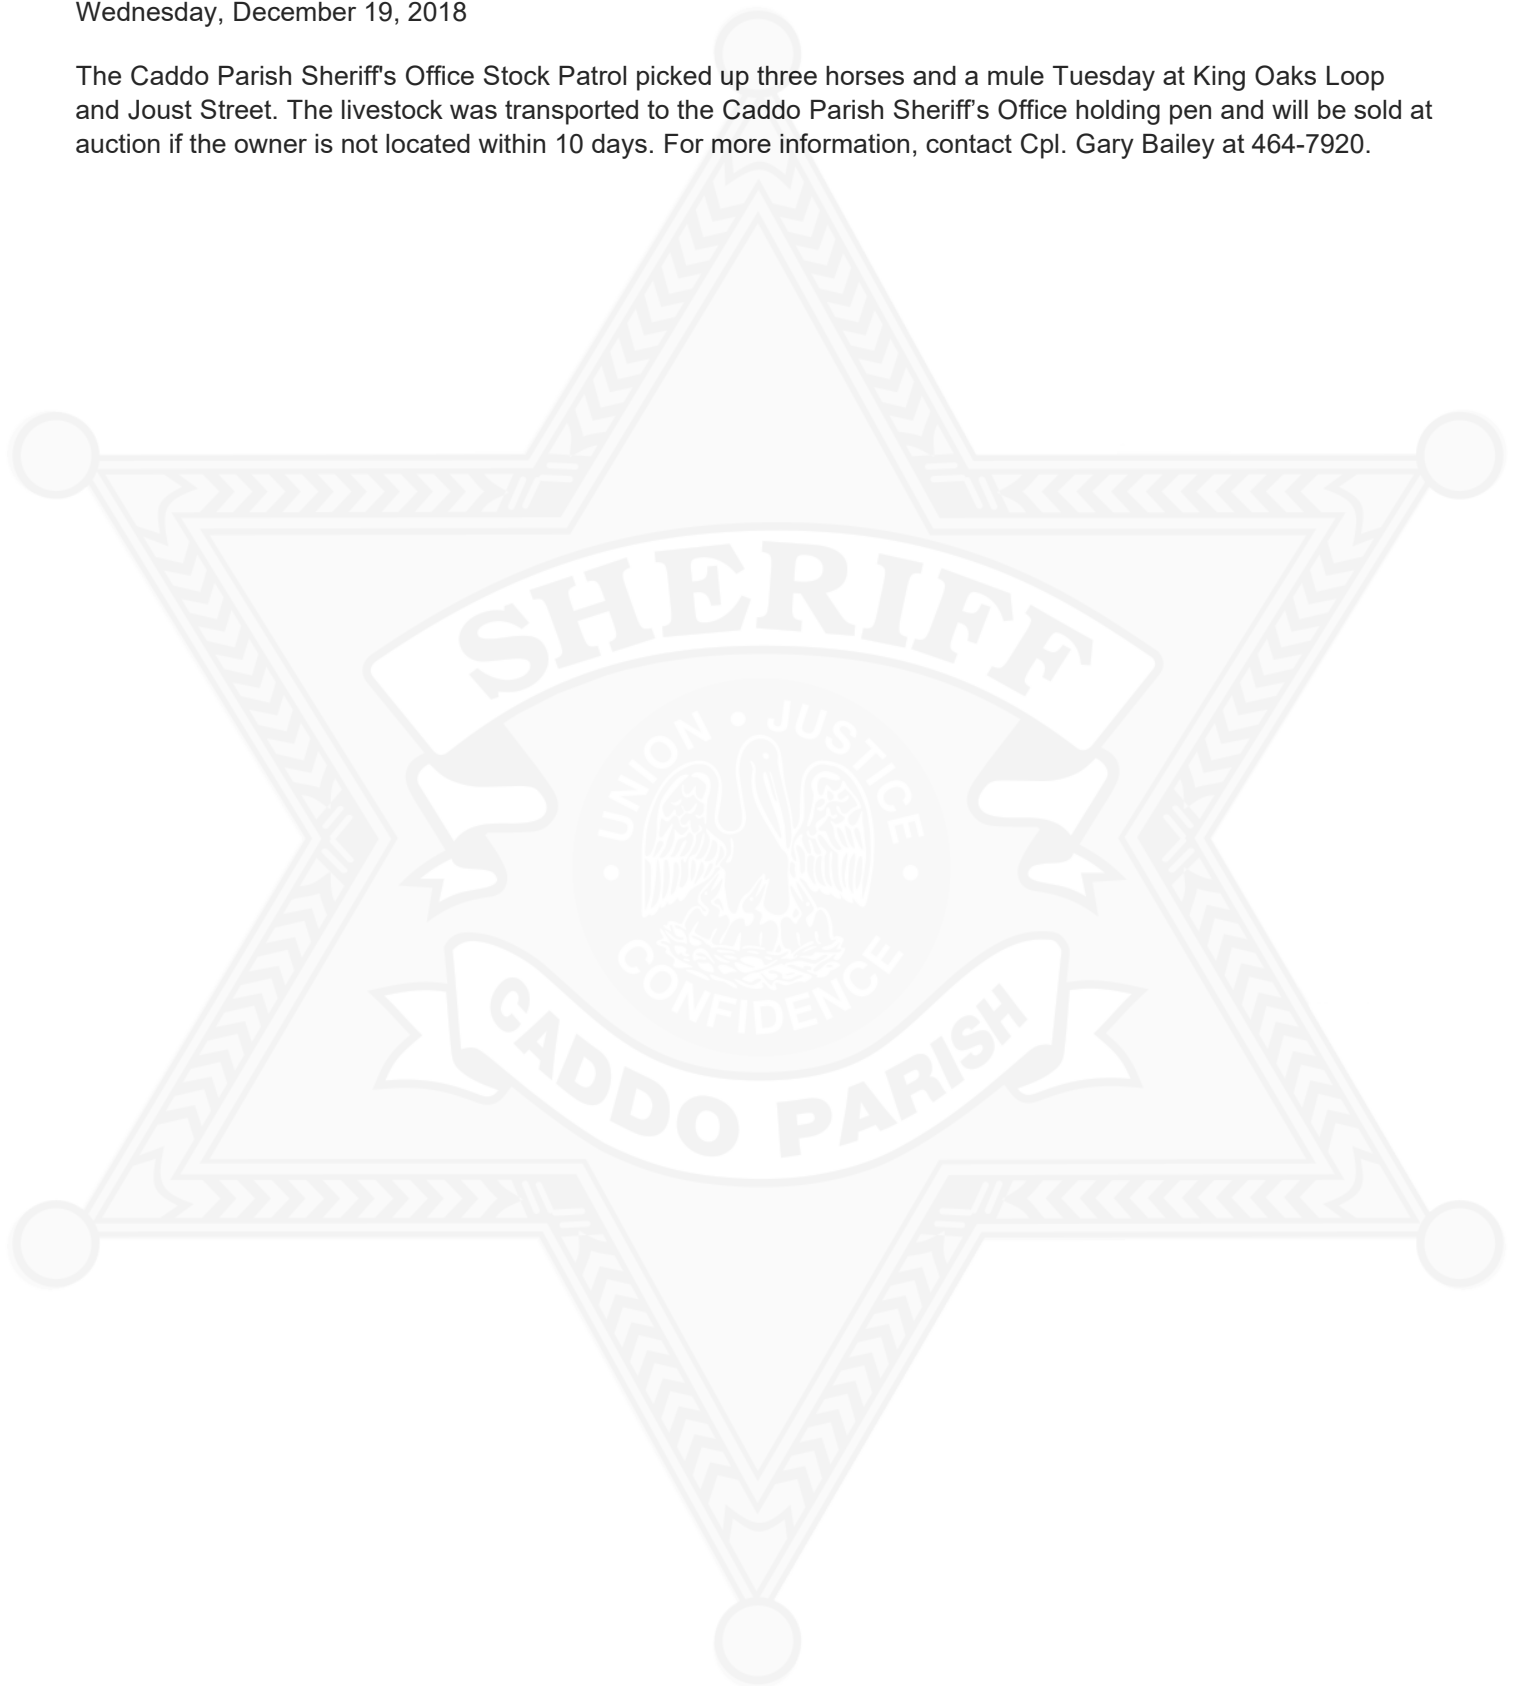 Wednesday, December 19, 2018
The Caddo Parish Sheriff's Office Stock Patrol picked up three horses and a mule Tuesday at King Oaks Loop
and Joust Street. The livestock was transported to the Caddo Parish Sheriff’s Office holding pen and will be sold at
auction if the owner is not located within 10 days. For more information, contact Cpl. Gary Bailey at 464-7920.
SHERIFF
UNION • JUSTICE
• CONFIDENCE •
CADDO PARISH